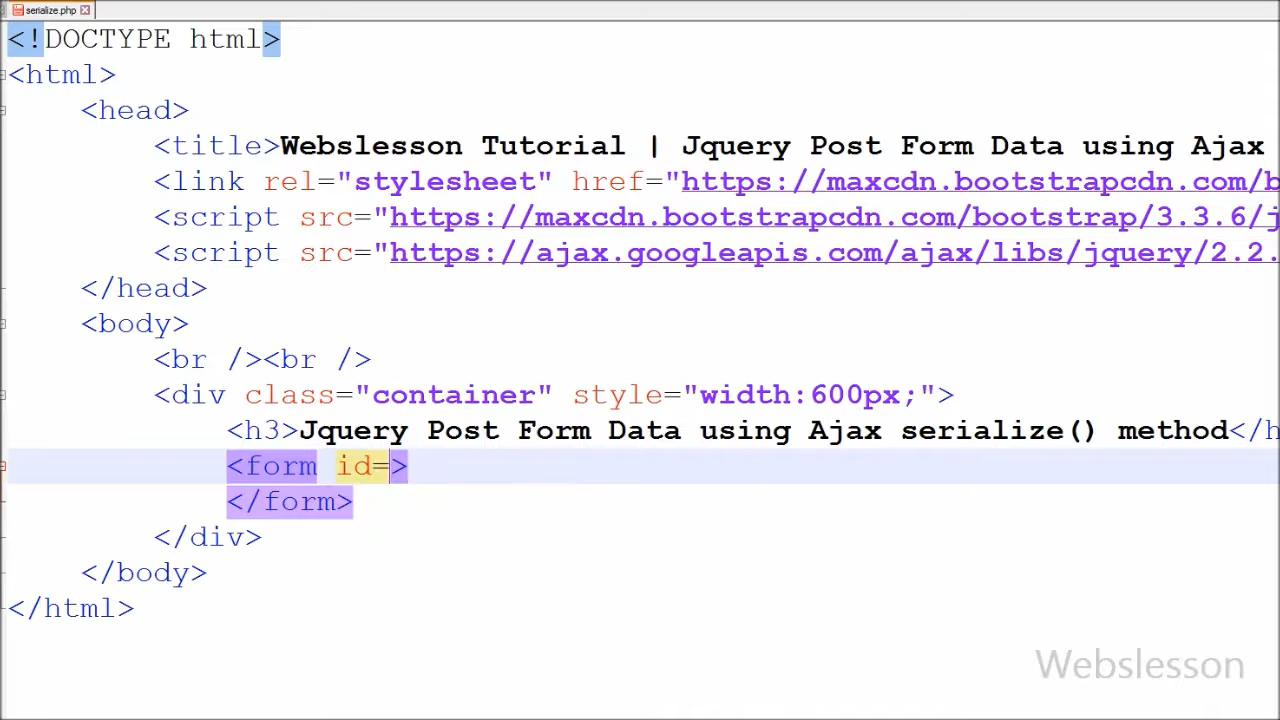 serialize.php
<!DOCTYPE html>
<html>
<head>
<title>Webslesson Tutorial | Jquery Post Form Data using Ajax
<link rel="stylesheet" href="https://maxcdn.bootstrapcdn.com/b
<script src="https://maxcdn.bootstrapcdn.com/bootstrap/3.3.6/j
<script src="https://ajax.googleapis.com/ajax/libs/jquery/2.2.
</head>
<body>
<br /><br />
<div class="container" style="width:600px;">
<h3>Jquery Post Form Data using Ajax serialize() method</h
<form id=>
</form>
</div>
</body>
</html>
Webslesson